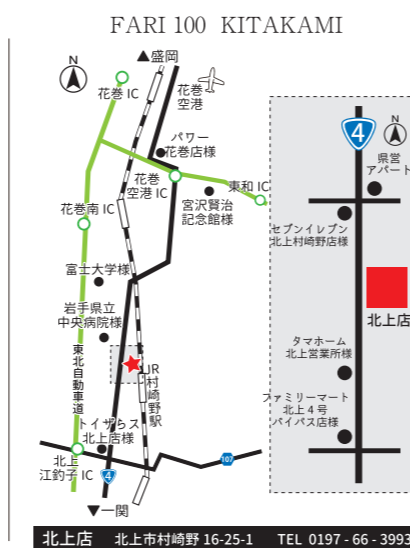 FARI 100 KITAKAMI
▲盛岡
N
花巻 IC
花巻
空港
パワー
花巻店様
花巻
空港 IC
宮沢賢治
記念館様
東和 IC
花巻南 IC
富士大学様
岩手県立
中央病院様
東北自動車道
JR
村崎野駅
トイザらス
北上店様
北上
江釣子 IC
4
107
▼一関
4
N
県営
アパート
セブンイレブン
北上村崎野店様
北上店
タマホーム
北上営業所様
ファミリーマート
北上4号
バイパス店様
北上店 北上市村崎野 16-25-1 TEL 0197 - 66 - 3993